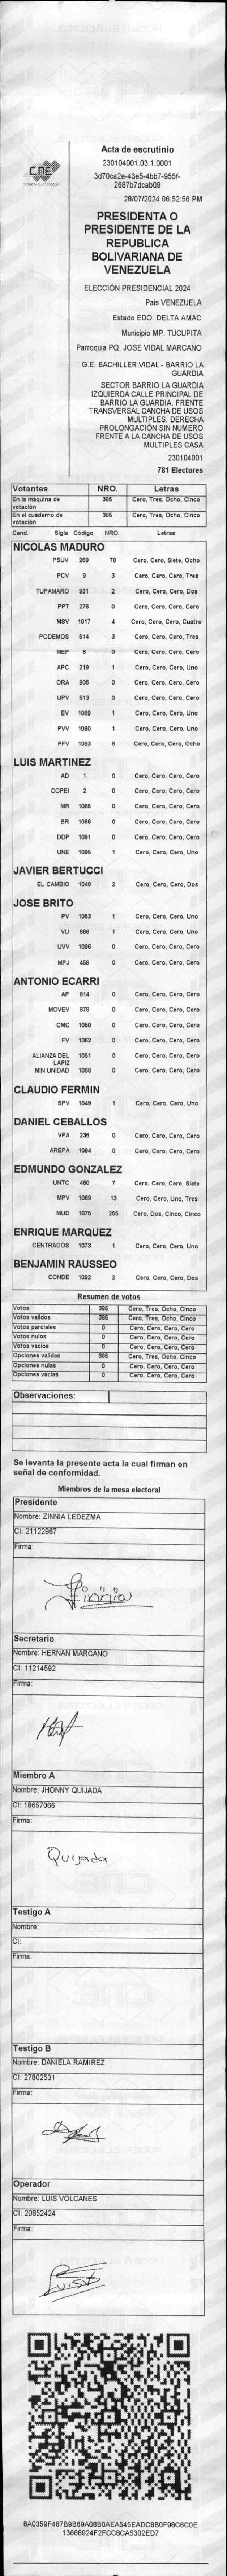 CNE
Acta de escrutinio
230104001.03.1.0001
3d70ca2e-43e5-4bb7-955f-
2687b7dcab09
28/07/2024 06:52:56 PM
PRESIDENTA O
PRESIDENTE DE LA
REPUBLICA
BOLIVARIANA DE
VENEZUELA
ELECCIÓN PRESIDENCIAL 2024
Pais VENEZUELA
Estado EDO. DELTA AMAC
Municipio MP. TUCUPITA
Parroquia PQ. JOSE VIDAL MARCANO
G.E. BACHILLER VIDAL - BARRIO LA
GUARDIA
SECTOR BARRIO LA GUARDIA
IZQUIERDA CALLE PRINCIPAL DE
BARRIO LA GUARDIA. FRENTE
TRANSVERSAL CANCHA DE USOS
MULTIPLES. DERECHA
PROLONGACIÓN SIN NUMERO
FRENTE A LA CANCHA DE USOS
MULTIPLES CASA
230104001
781 Electores
Votantes NRO. Letras
En la máquina de votación 385 Cero, Tres, Ocho, Cinco
En el cuaderno de votación 385 Cero, Tres, Ocho, Cinco
Cand. Sigla Código NRO. Letras
NICOLAS MADURO
PSUV 269 78 Cero, Cero, Siete, Ocho
PCV 9 3 Cero, Cero, Cero, Tres
TUPAMARO 931 2 Cero, Cero, Cero, Dos
PPT 276 0 Cero, Cero, Cero, Cero
MSV 1017 4 Cero, Cero, Cero, Cuatro
PODEMOS 514 3 Cero, Cero, Cero, Tres
MEP 6 0 Cero, Cero, Cero, Cero
APC 219 1 Cero, Cero, Cero, Uno
ORA 906 0 Cero, Cero, Cero, Cero
UPV 513 0 Cero, Cero, Cero, Cero
EV 1089 1 Cero, Cero, Cero, Uno
PVV 1090 1 Cero, Cero, Cero, Uno
PFV 1093 8 Cero, Cero, Cero, Ocho
LUIS MARTINEZ
AD 1 0 Cero, Cero, Cero, Cero
COPEI 2 0 Cero, Cero, Cero, Cero
MR 1065 0 Cero, Cero, Cero, Cero
BR 1066 0 Cero, Cero, Cero, Cero
DDP 1091 0 Cero, Cero, Cero, Cero
UNE 1095 1 Cero, Cero, Cero, Uno
JAVIER BERTUCCI
EL CAMBIO 1048 2 Cero, Cero, Cero, Dos
JOSE BRITO
PV 1053 1 Cero, Cero, Cero, Uno
VU 868 1 Cero, Cero, Cero, Uno
UVV 1096 0 Cero, Cero, Cero, Cero
MPJ 458 0 Cero, Cero, Cero, Cero
ANTONIO ECARRI
AP 814 0 Cero, Cero, Cero, Cero
MOVEV 878 0 Cero, Cero, Cero, Cero
CMC 1050 0 Cero, Cero, Cero, Cero
FV 1062 0 Cero, Cero, Cero, Cero
ALIANZA DEL LAPIZ 1051 0 Cero, Cero, Cero, Cero
MIN UNIDAD 1068 0 Cero, Cero, Cero, Cero
CLAUDIO FERMIN
SPV 1049 1 Cero, Cero, Cero, Uno
DANIEL CEBALLOS
VPA 236 0 Cero, Cero, Cero, Cero
AREPA 1094 0 Cero, Cero, Cero, Cero
EDMUNDO GONZALEZ
UNTC 460 7 Cero, Cero, Cero, Siete
MPV 1069 13 Cero, Cero, Uno, Tres
MUD 1075 255 Cero, Dos, Cinco, Cinco
ENRIQUE MARQUEZ
CENTRADOS 1073 1 Cero, Cero, Cero, Uno
BENJAMIN RAUSSEO
CONDE 1092 2 Cero, Cero, Cero, Dos
Resumen de votos
Votos 385 Cero, Tres, Ocho, Cinco
Votos validos 385 Cero, Tres, Ocho, Cinco
Votos parciales 0 Cero, Cero, Cero, Cero
Votos nulos 0 Cero, Cero, Cero, Cero
Votos vacios 0 Cero, Cero, Cero, Cero
Opciones validas 385 Cero, Tres, Ocho, Cinco
Opciones nulas 0 Cero, Cero, Cero, Cero
Opciones vacias 0 Cero, Cero, Cero, Cero
Observaciones:
Se levanta la presente acta la cual firman en
señal de conformidad.
Miembros de la mesa electoral
Presidente
Nombre: ZINNIA LEDEZMA
CI: 21122967
Firma:
Zinnia
Secretario
Nombre: HERNAN MARCANO
CI: 11214592
Firma:
Miembro A
Nombre: JHONNY QUIJADA
CI: 18657066
Firma:
Quijada
Testigo A
Nombre:
CI:
Firma:
Testigo B
Nombre: DANIELA RAMIREZ
CI: 27802531
Firma:
Operador
Nombre: LUIS VOLCANES
CI: 20852424
Firma:
Luis V
8A0359F487B9B69A08B0AEA545EADC8B0F98C6C0E
13668924F2FCC8CA5302ED7